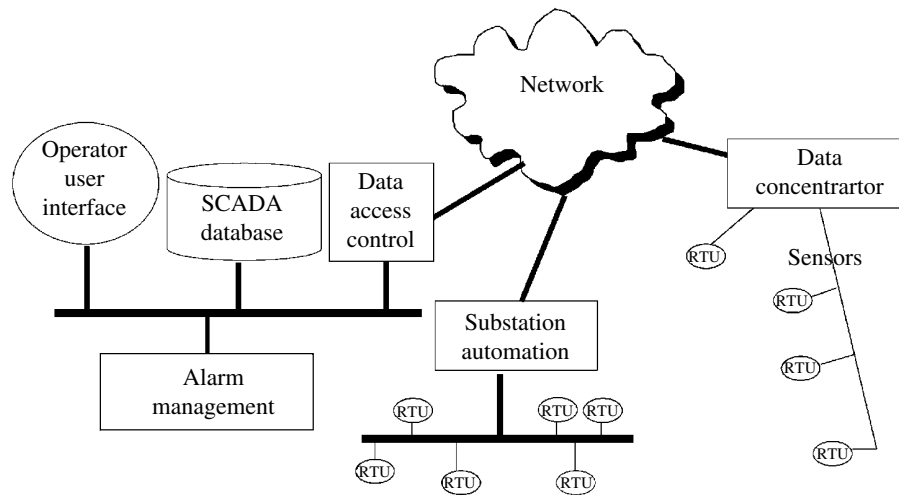 Network
Operator
user
interface
SCADA
database
Data
access
control
Data
concentrartor
RTU
Sensors
RTU
RTU
RTU
Substation
automation
Alarm
management
RTU
RTU
RTU
RTU
RTU
RTU